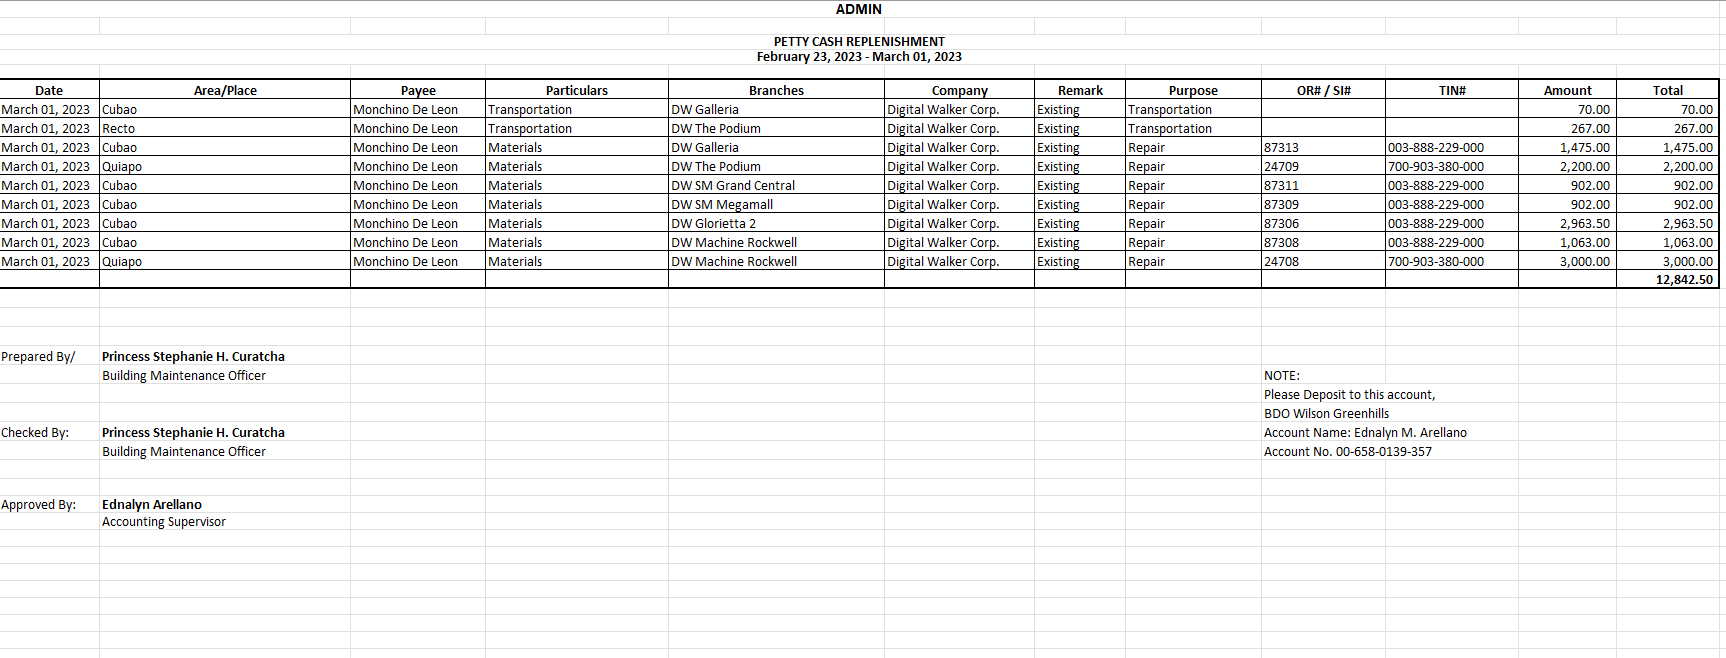 ADMIN
PETTY CASH REPLENISHMENT
February 23, 2023 - March 01, 2023
Date Area/Place Payee Particulars Branches Company Remark Purpose OR# / SI# TIN# Amount Total
March 01, 2023 Cubao Monchino De Leon Transportation DW Galleria Digital Walker Corp. Existing Transportation 70.00 70.00
March 01, 2023 Recto Monchino De Leon Transportation DW The Podium Digital Walker Corp. Existing Transportation 267.00 267.00
March 01, 2023 Cubao Monchino De Leon Materials DW Galleria Digital Walker Corp. Existing Repair 87313 003-888-229-000 1,475.00 1,475.00
March 01, 2023 Quiapo Monchino De Leon Materials DW The Podium Digital Walker Corp. Existing Repair 24709 700-903-380-000 2,200.00 2,200.00
March 01, 2023 Cubao Monchino De Leon Materials DW SM Grand Central Digital Walker Corp. Existing Repair 87311 003-888-229-000 902.00 902.00
March 01, 2023 Cubao Monchino De Leon Materials DW SM Megamall Digital Walker Corp. Existing Repair 87309 003-888-229-000 902.00 902.00
March 01, 2023 Cubao Monchino De Leon Materials DW Glorietta 2 Digital Walker Corp. Existing Repair 87306 003-888-229-000 2,963.50 2,963.50
March 01, 2023 Cubao Monchino De Leon Materials DW Machine Rockwell Digital Walker Corp. Existing Repair 87308 003-888-229-000 1,063.00 1,063.00
March 01, 2023 Quiapo Monchino De Leon Materials DW Machine Rockwell Digital Walker Corp. Existing Repair 24708 700-903-380-000 3,000.00 3,000.00
12,842.50
Prepared By/ Princess Stephanie H. Curatcha
Building Maintenance Officer
Checked By: Princess Stephanie H. Curatcha
Building Maintenance Officer
Approved By: Ednalyn Arellano
Accounting Supervisor
NOTE:
Please Deposit to this account,
BDO Wilson Greenhills
Account Name: Ednalyn M. Arellano
Account No. 00-658-0139-357